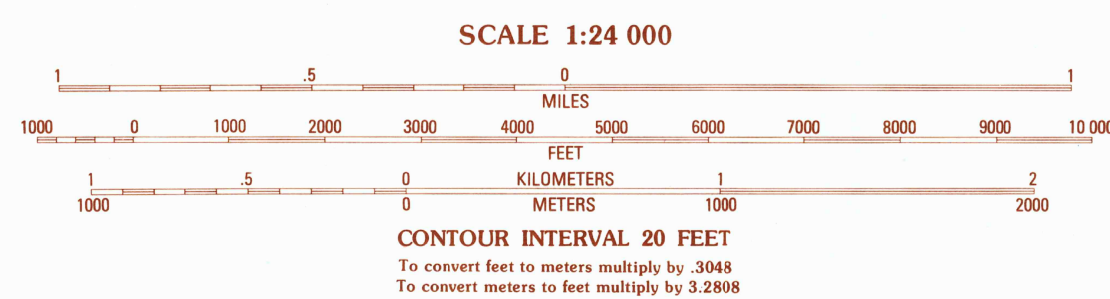 SCALE 1:24 000
1 .5 0 1
MILES
1000 0 1000 2000 3000 4000 5000 6000 7000 8000 9000 10 000
FEET
1 .5 0 KILOMETERS 1 2
1000 0 METERS 1000 2000
CONTOUR INTERVAL 20 FEET
To convert feet to meters multiply by .3048
To convert meters to feet multiply by 3.2808